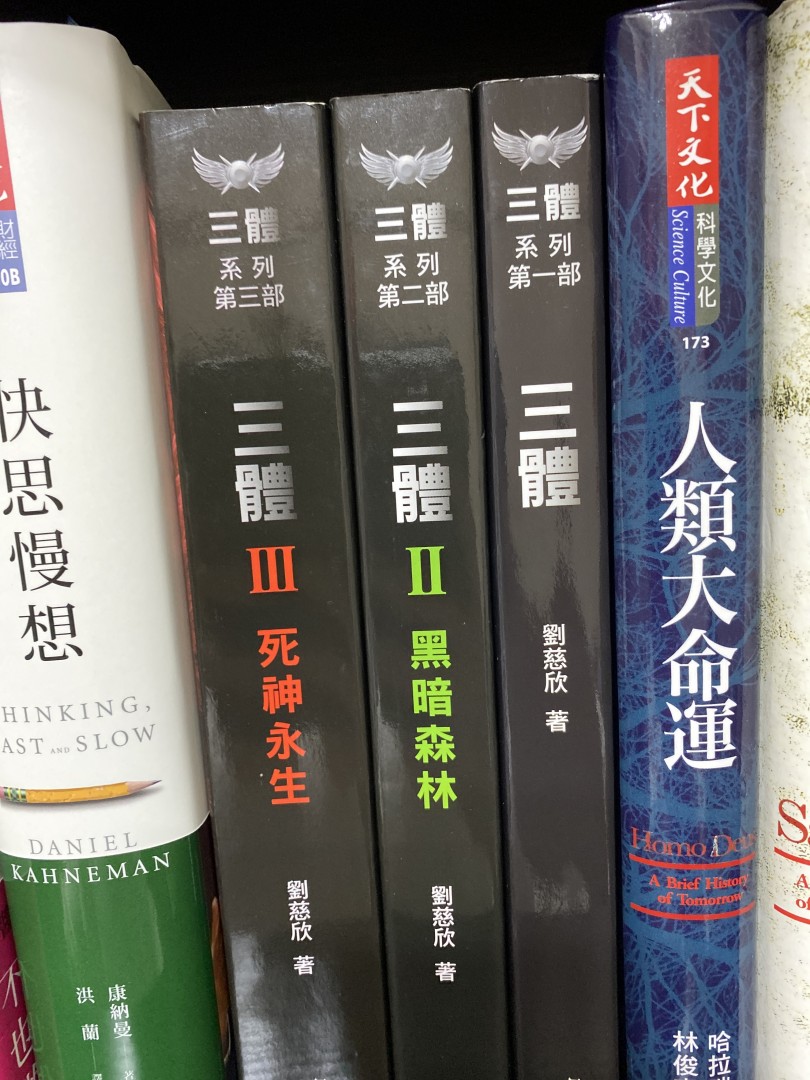 財經
0B
快思慢想
HINKING,
AST AND SLOW
DANIEL
KAHNEMAN
康納曼
洪蘭
三體
系列
第三部
三體
III
死神永生
劉慈欣 著
三體
系列
第二部
三體
II
黑暗森林
劉慈欣 著
三體
系列
第一部
三體
劉慈欣 著
天下文化
科學文化
Science Culture
173
人類大命運
Homo Deus
A Brief History
of Tomorrow
哈拉
林俊
S
A
of